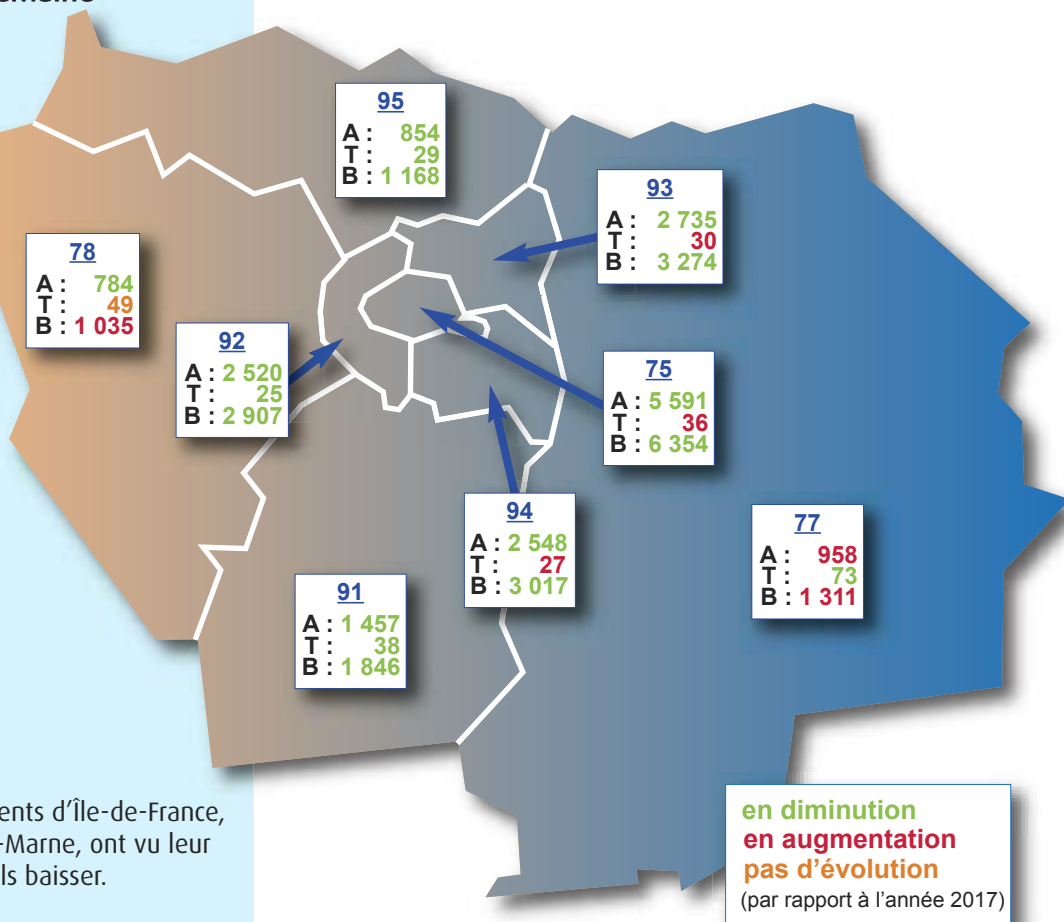 95
A : 854
T : 29
B : 1 168
93
A : 2 735
T : 30
B : 3 274
78
A : 784
T : 49
B : 1 035
92
A : 2 520
T : 25
B : 2 907
75
A : 5 591
T : 36
B : 6 354
94
A : 2 548
T : 27
B : 3 017
77
A : 958
T : 73
B : 1 311
91
A : 1 457
T : 38
B : 1 846
ents d'Île-de-France,
-Marne, ont vu leur
ls baisser.
en diminution
en augmentation
pas d'évolution
(par rapport à l'année 2017)